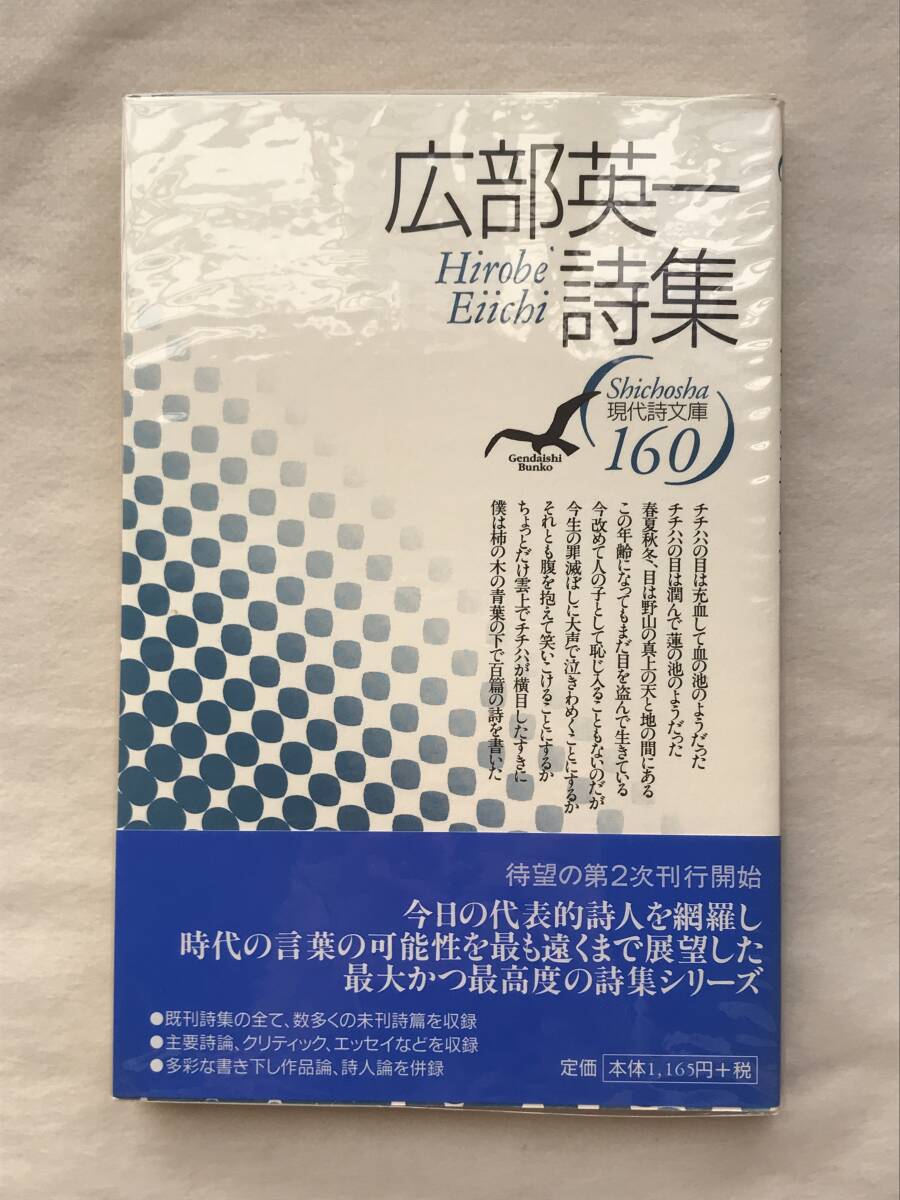 広部英一
詩集
Hirobe
Eiichi
Shichosha
現代詩文庫
160
Gendaishi
Bunko
チチハハの目は充血して血の池のようだった
チチハハの目は潤んで蓮の池のようだった
春夏秋冬、目は野山の真上の天と地の間にある
この年齢になってもまだ目を盗んで生きている
今改めて人の子として恥じ入ることもないのだが
今生の罪滅ぼしに大声で泣きわめくことにするか
それとも腹を抱えて笑いこけることにするか
ちょっとだけ雲上でチチハハが横目したすきに
僕は柿の木の青葉の下で百篇の詩を書いた
待望の第2次刊行開始
今日の代表的詩人を網羅し
時代の言葉の可能性を最も遠くまで展望した
最大かつ最高度の詩集シリーズ
●既刊詩集の全て、数多くの未刊詩篇を収録
●主要詩論、クリティック、エッセイなどを収録
●多彩な書き下し作品論、詩人論を併録
定価 本体1,165円+税